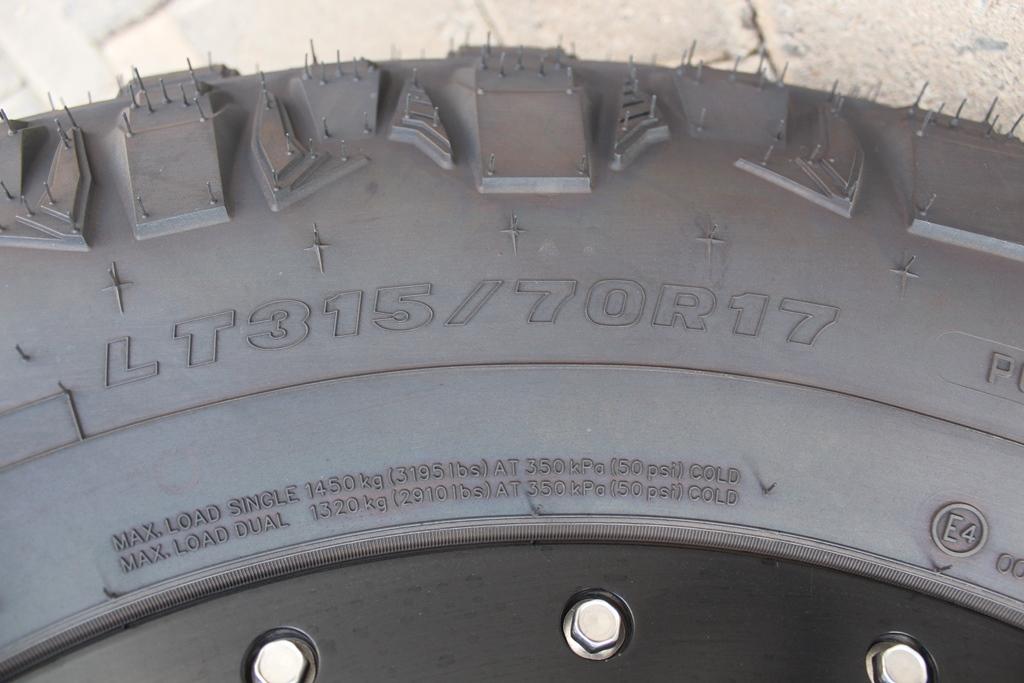 LT315/70R17
MAX. LOAD SINGLE 1450 kg (3195 lbs) AT 350 kPa (50 psi) COLD
MAX. LOAD DUAL 1320 kg (2910 lbs) AT 350 kPa (50 psi) COLD
E4